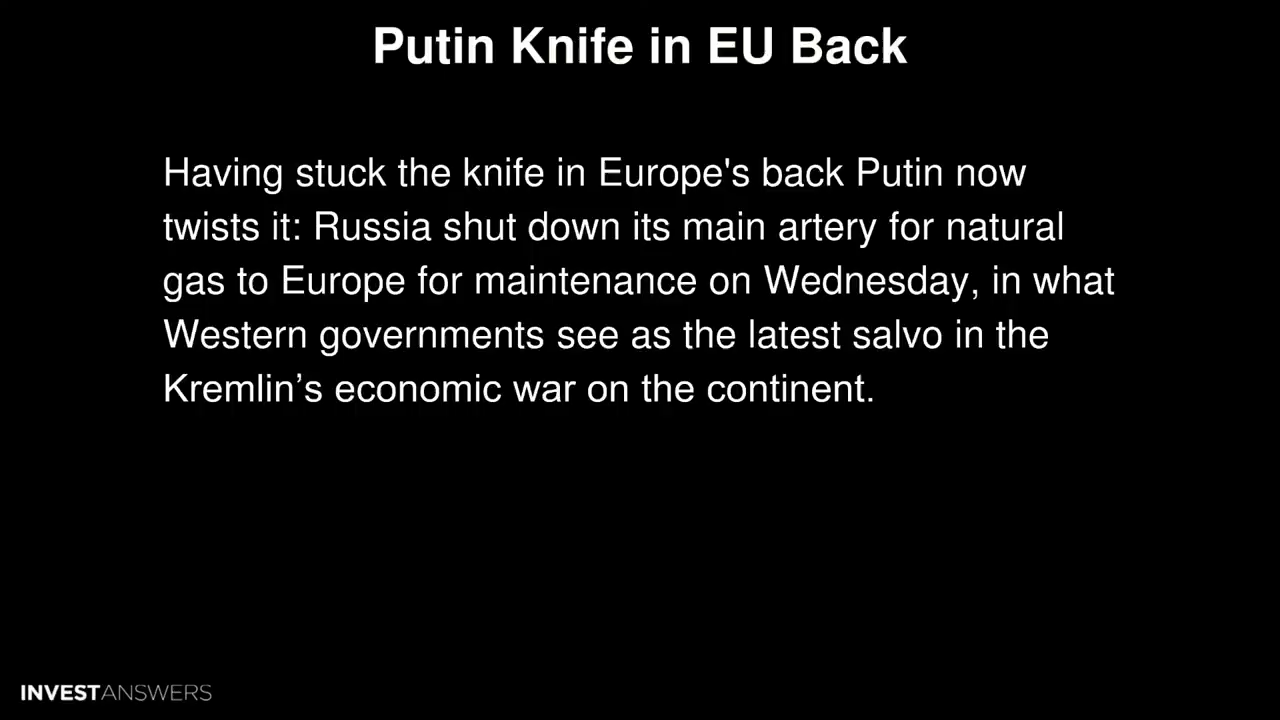 Putin Knife in EU Back
Having stuck the knife in Europe's back Putin now
twists it: Russia shut down its main artery for natural
gas to Europe for maintenance on Wednesday, in what
Western governments see as the latest salvo in the
Kremlin’s economic war on the continent.
INVESTANSWERS